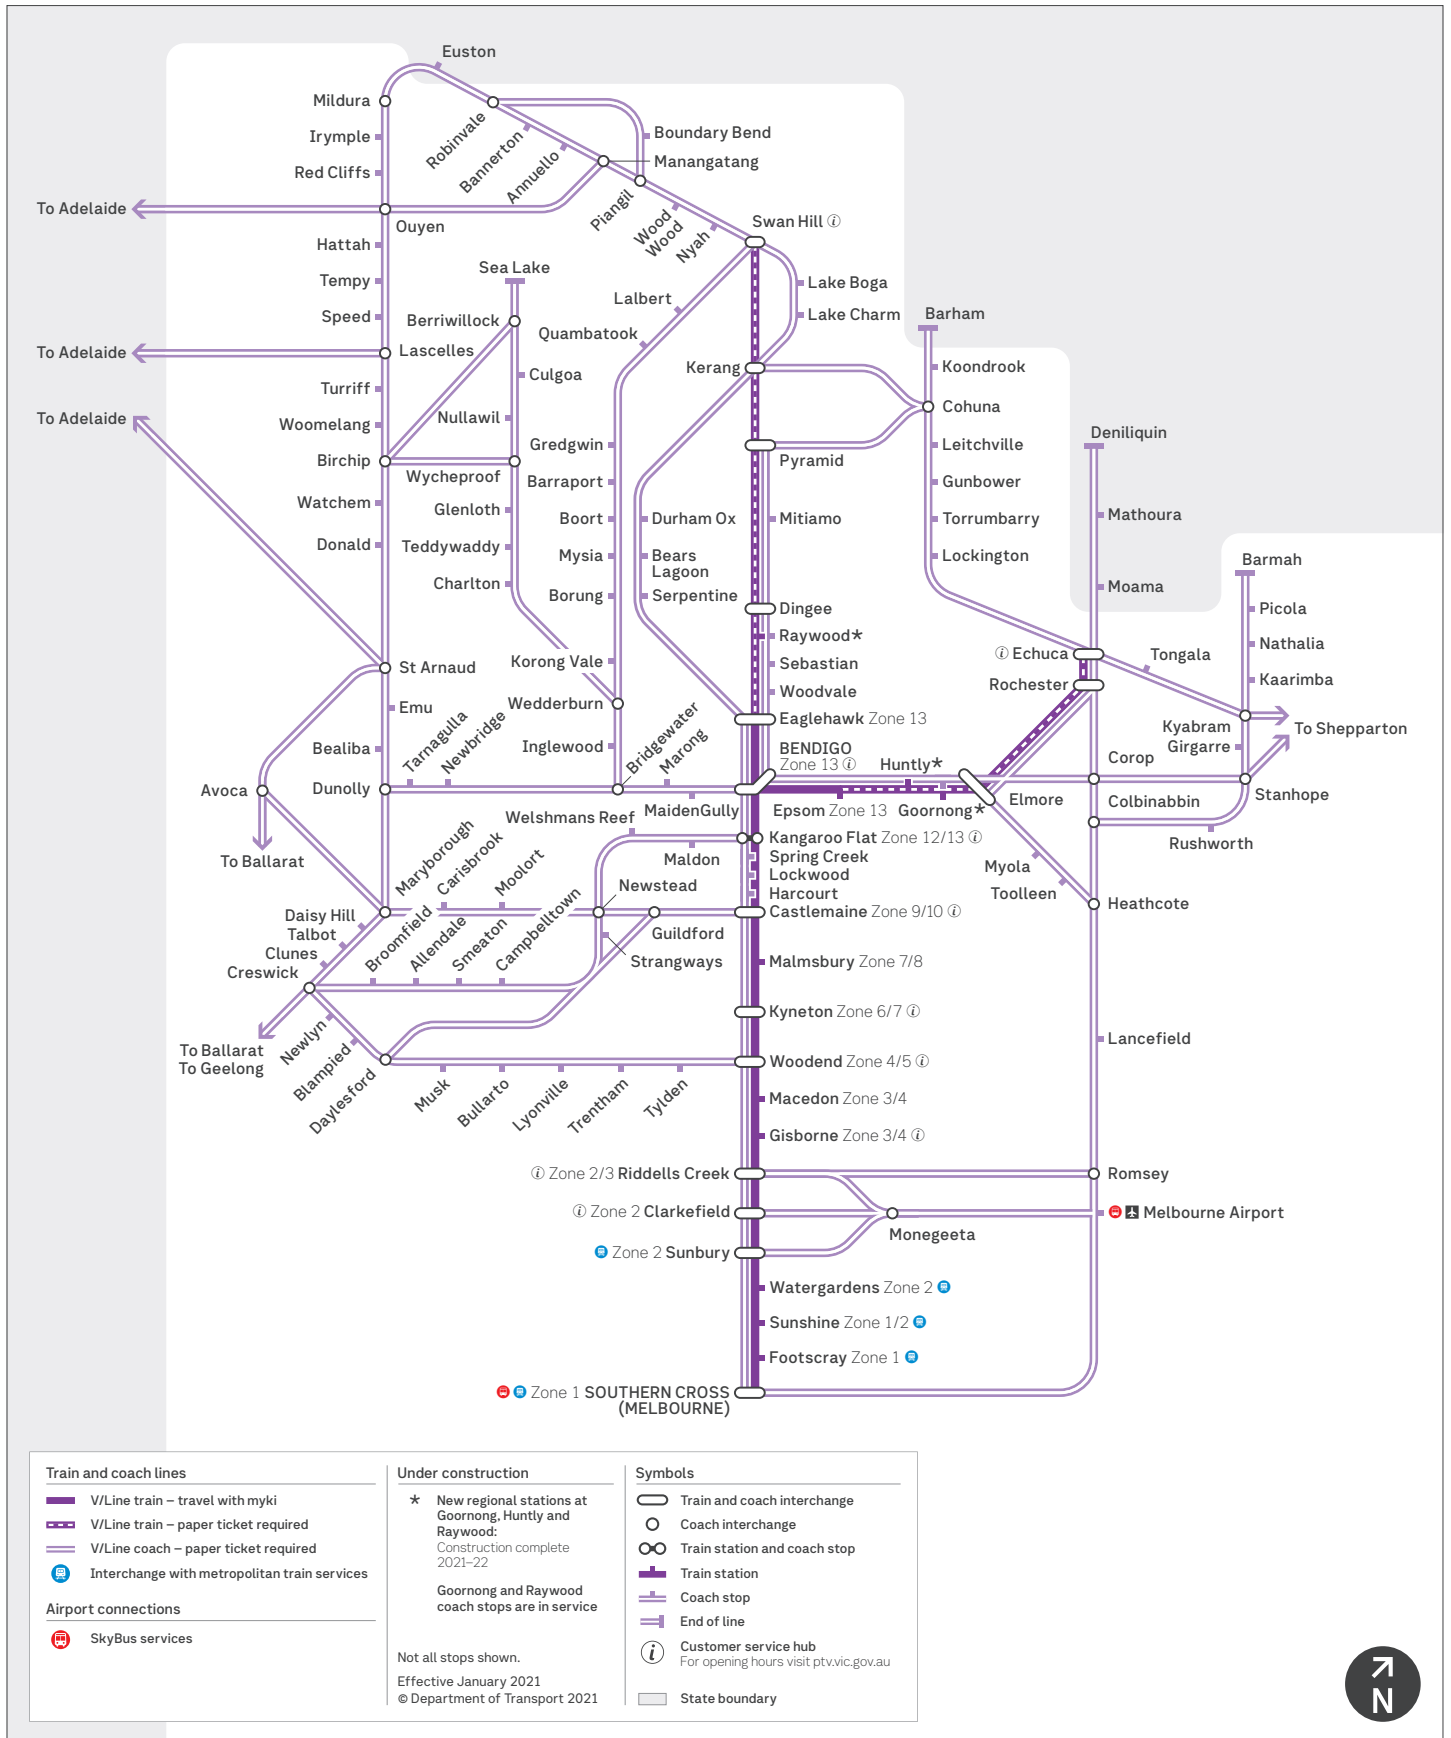 Euston
Mildura
Irymple
Red Cliffs
Robinvale
Bannerton
Annuello
Boundary Bend
Manangatang
To Adelaide
Ouyen
Piangil
Wood
Wood
Nyah
Swan Hill i
Hattah
Tempy
Speed
Sea Lake
Berriwillock
Lalbert
Quambatook
Lake Boga
Lake Charm
Barham
To Adelaide
Lascelles
Turriff
Woomelang
Birchip
Culgoa
Nullawil
Kerang
Koondrook
Cohuna
To Adelaide
Gredgwin
Barraport
Pyramid
Leitchville
Gunbower
Deniliquin
Wycheproof
Watchem
Donald
Glenloth
Teddywaddy
Charlton
Boort
Mysia
Borung
Durham Ox
Bears
Lagoon
Serpentine
Mitiamo
Torrumbarry
Lockington
Mathoura
Moama
Barmah
Picola
Nathalia
Kaarimba
Dingee
Raywood*
Sebastian
Woodvale
Eaglehawk Zone 13
St Arnaud
Emu
Bealiba
Korong Vale
Wedderburn
Inglewood
i Echuca
Rochester
Tongala
Kyabram
Girgarre
To Shepparton
Tarnagulla
Newbridge
Bridgewater
Marong
BENDIGO
Zone 13 i
Huntly*
Corop
Avoca
Dunolly
MaidenGully
Epsom Zone 13
Goornong*
Elmore
Colbinabbin
Stanhope
Rushworth
To Ballarat
Welshmans Reef
Maldon
Kangaroo Flat Zone 12/13 i
Spring Creek
Lockwood
Harcourt
Castlemaine Zone 9/10 i
Myola
Toolleen
Heathcote
Maryborough
Carisbrook
Moolort
Newstead
Guildford
Strangways
Daisy Hill
Talbot
Clunes
Creswick
Broomfield
Allendale
Smeaton
Campbelltown
Malmsbury Zone 7/8
Kyneton Zone 6/7 i
To Ballarat
To Geelong
Newlyn
Blampied
Daylesford
Musk
Bullarto
Lyonville
Trentham
Tylden
Woodend Zone 4/5 i
Lancefield
Macedon Zone 3/4
Gisborne Zone 3/4 i
i Zone 2/3 Riddells Creek
Romsey
i Zone 2 Clarkefield
Monegeeta
Melbourne Airport
Zone 2 Sunbury
Watergardens Zone 2
Sunshine Zone 1/2
Footscray Zone 1
Zone 1 SOUTHERN CROSS
(MELBOURNE)
Train and coach lines
V/Line train – travel with myki
V/Line train – paper ticket required
V/Line coach – paper ticket required
Interchange with metropolitan train services
Airport connections
SkyBus services
Under construction
* New regional stations at
Goornong, Huntly and
Raywood:
Construction complete
2021–22
Goornong and Raywood
coach stops are in service
Not all stops shown.
Effective January 2021
© Department of Transport 2021
Symbols
Train and coach interchange
Coach interchange
Train station and coach stop
Train station
Coach stop
End of line
i Customer service hub
For opening hours visit ptv.vic.gov.au
State boundary
N